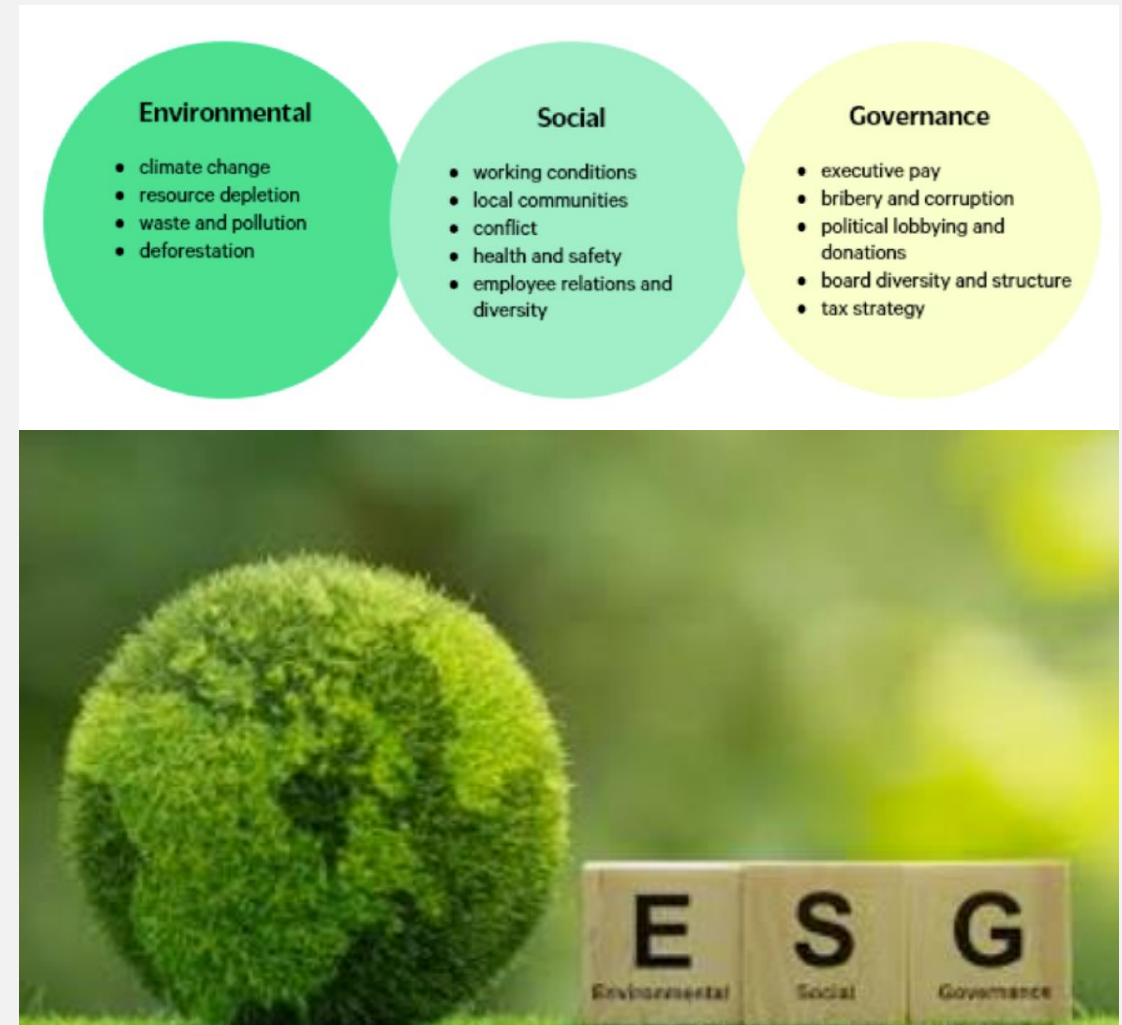 Environmental
• climate change
• resource depletion
• waste and pollution
• deforestation
Social
• working conditions
• local communities
• conflict
• health and safety
• employee relations and
diversity
Governance
• executive pay
• bribery and corruption
• political lobbying and
donations
• board diversity and structure
• tax strategy
E S G
Environmental Social Governance